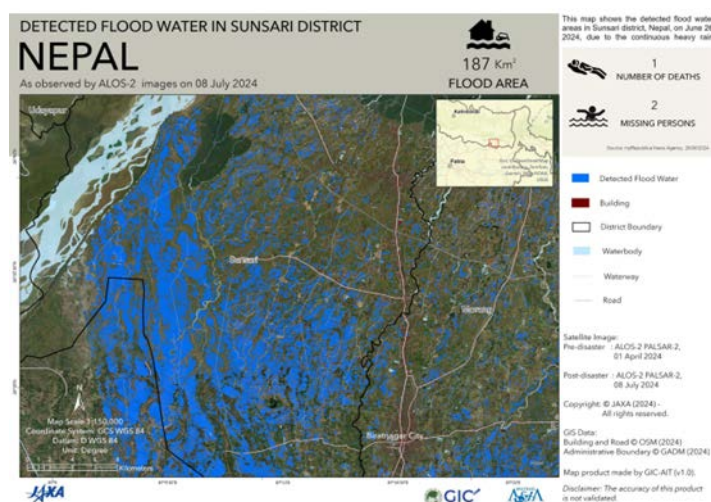 DETECTED FLOOD WATER IN SUNSARI DISTRICT
NEPAL
As observed by ALOS-2 images on 08 July 2024
187 Km²
FLOOD AREA
This map shows the detected flood water
areas in Sunsari district, Nepal, on June 26
2024, due to the continuous heavy rain
1
NUMBER OF DEATHS
2
MISSING PERSONS
Detected Flood Water
Building
District Boundary
Waterbody
Waterway
Road
Satellite Image:
Pre-disaster : ALOS-2 PALSAR-2,
01 April 2024
Post-disaster : ALOS-2 PALSAR-2,
08 July 2024
Copyright: © JAXA (2024) -
All rights reserved.
GIS Data:
Building and Road © OSM (2024)
Administrative Boundary © GADM (2024)
Map product made by GIC-AIT (v1.0).
Disclaimer: The accuracy of this product
is not validated.
Udayapur
Sunsari
Morang
Biratnagar City
Patna
N
Map Scale 1:150,000
Coordinate System: GCS WGS 84
Datum: D WGS 84
Unit: Degree
Kilometers
JAXA
GIC